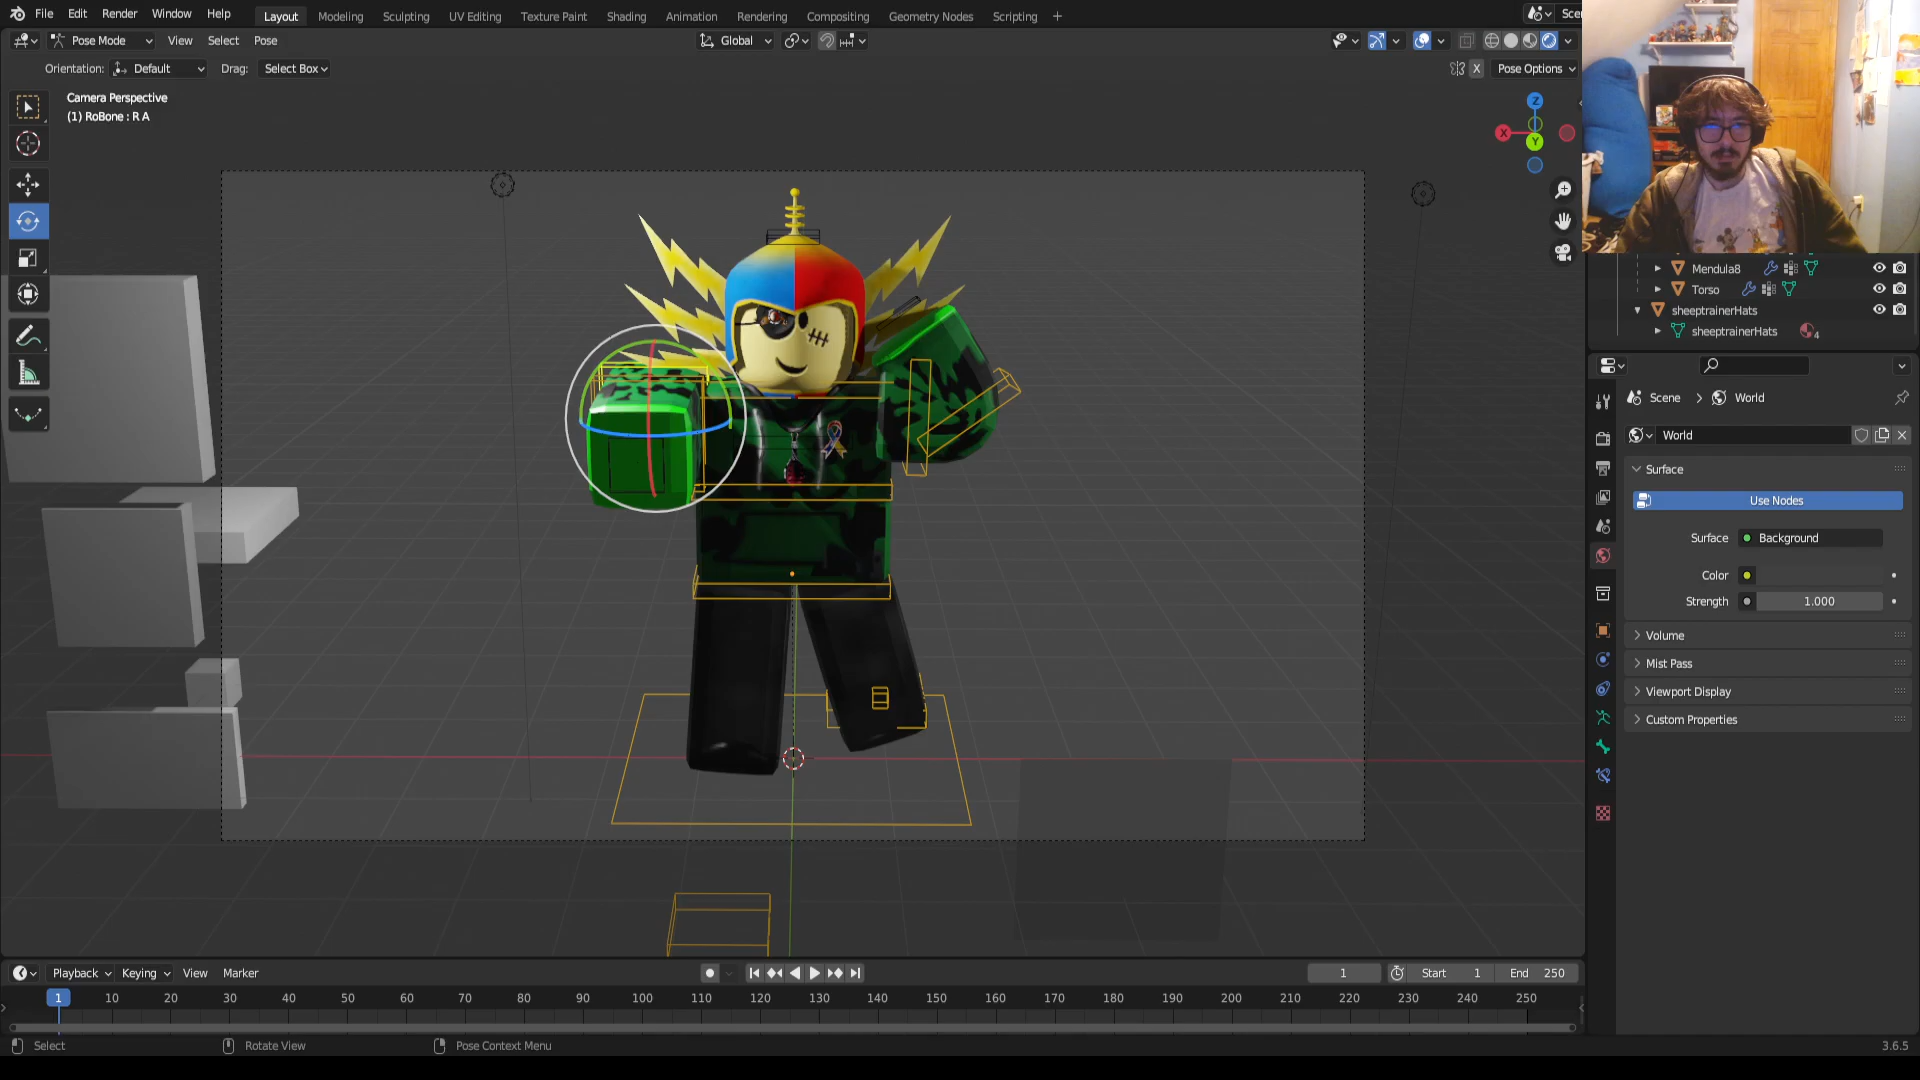 File Edit Render Window Help
Layout Modeling Sculpting UV Editing Texture Paint Shading Animation Rendering Compositing Geometry Nodes Scripting + Scer
Pose Mode View Select Pose Global
Orientation: Default Drag: Select Box X Pose Options
Camera Perspective
(1) RoBone : R A
Z
X
Y
Mendula8
Torso
sheeptrainerHats
sheeptrainerHats 4
Scene > World
World
Surface
Use Nodes
Surface Background
Color
Strength 1.000
Volume
Mist Pass
Viewport Display
Custom Properties
Playback Keying View Marker 1 Start 1 End 250
1 10 20 30 40 50 60 70 80 90 100 110 120 130 140 150 160 170 180 190 200 210 220 230 240 250
Select Rotate View Pose Context Menu 3.6.5